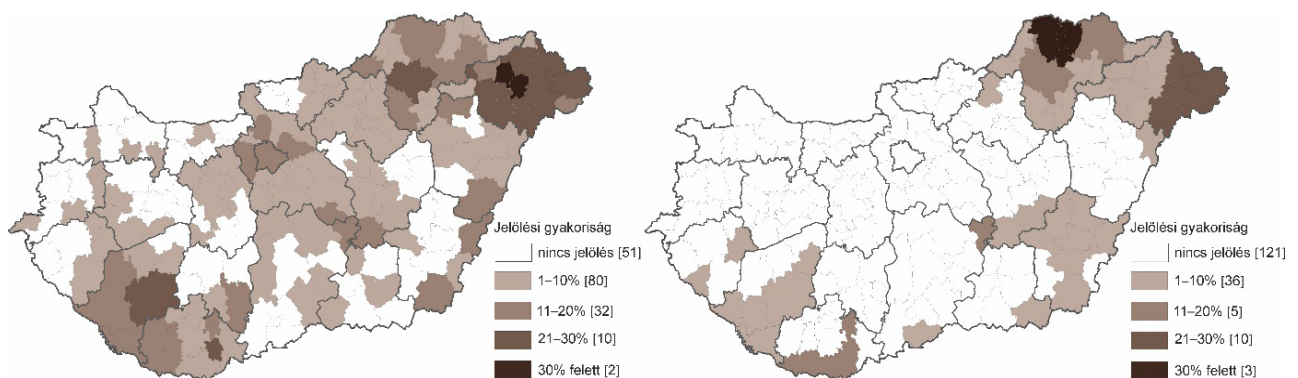 Jelölési gyakoriság
nincs jelölés [51]
1–10% [80]
11–20% [32]
21–30% [10]
30% felett [2]
Jelölési gyakoriság
nincs jelölés [121]
1–10% [36]
11–20% [5]
21–30% [10]
30% felett [3]